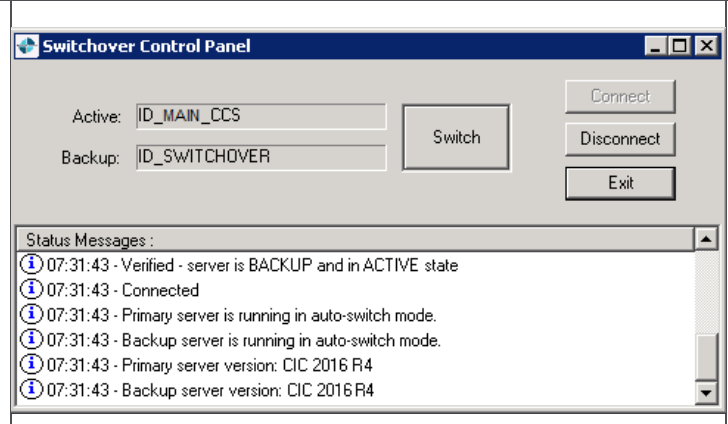 Switchover Control Panel
Active: ID_MAIN_CCS
Backup: ID_SWITCHOVER
Switch
Connect
Disconnect
Exit
Status Messages :
07:31:43 - Verified - server is BACKUP and in ACTIVE state
07:31:43 - Connected
07:31:43 - Primary server is running in auto-switch mode.
07:31:43 - Backup server is running in auto-switch mode.
07:31:43 - Primary server version: CIC 2016 R4
07:31:43 - Backup server version: CIC 2016 R4